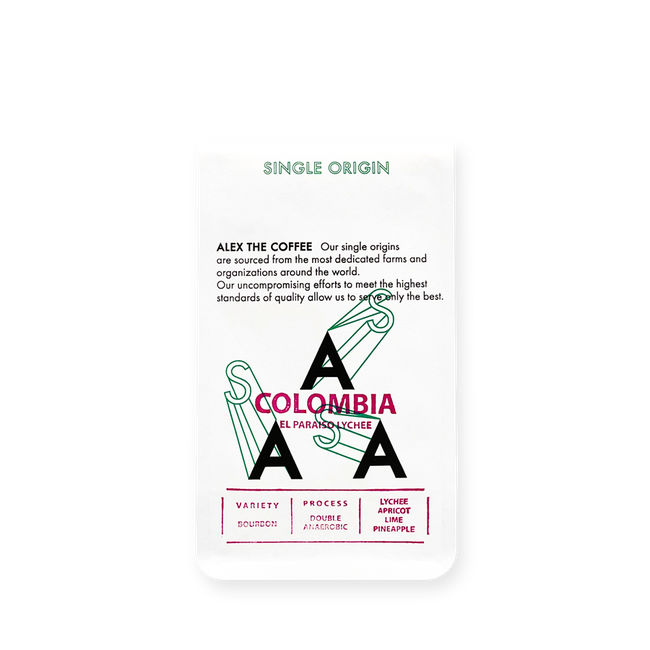 SINGLE ORIGIN
ALEX THE COFFEE Our single origins
are sourced from the most dedicated farms and
organizations around the world.
Our uncompromising efforts to meet the highest
standards of quality allow us to serve only the best.
S
A
S
COLOMBIA
S
EL PARAISO LYCHEE
A A
VARIETY
BOURBON
PROCESS
DOUBLE
ANAEROBIC
LYCHEE
APRICOT
LIME
PINEAPPLE